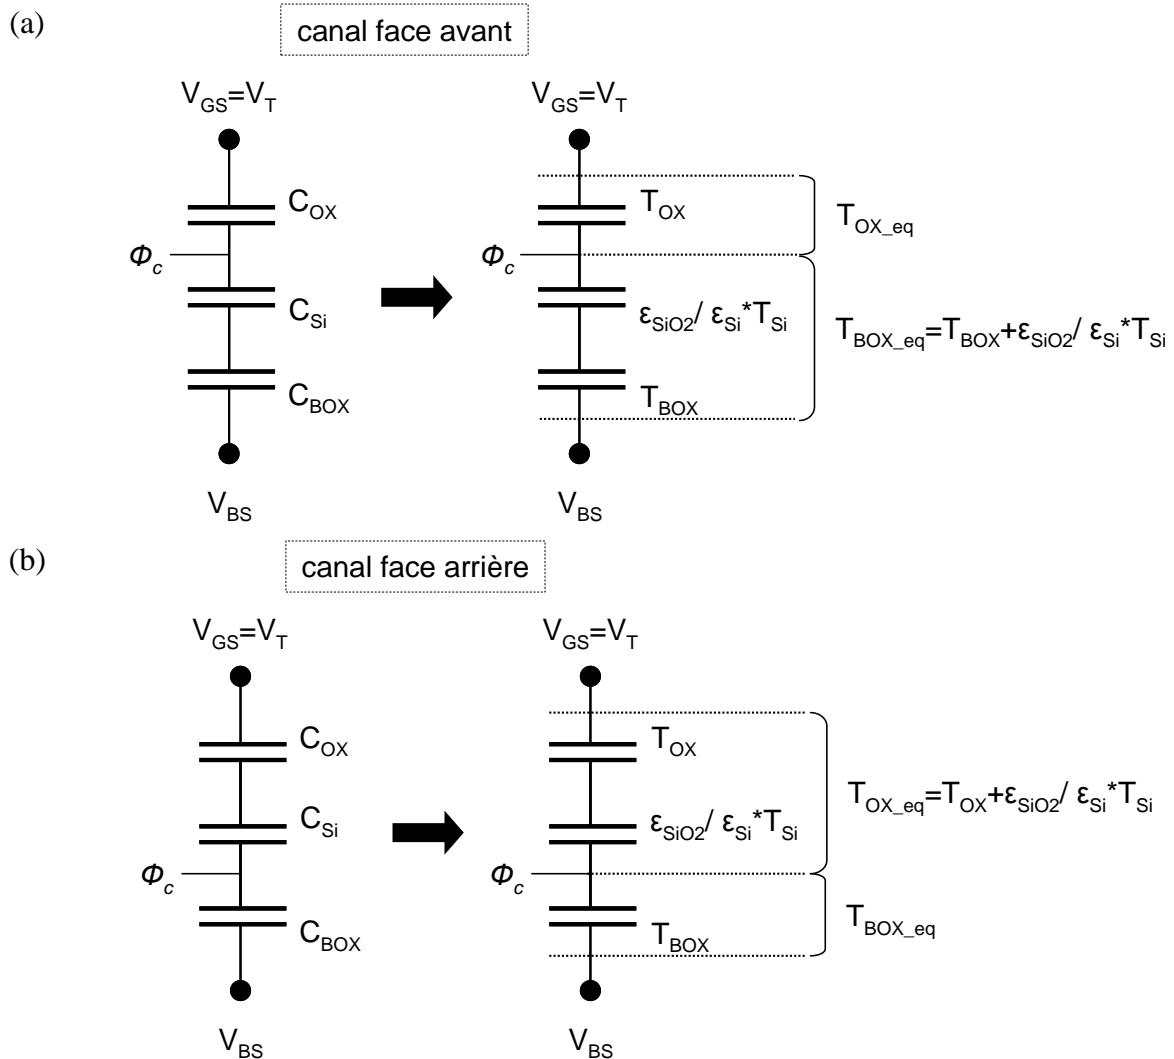 (a)
canal face avant
V_GS=V_T
V_GS=V_T
C_OX
T_OX
T_OX_eq
Φ_c
Φ_c
C_Si
ε_SiO2/ ε_Si*T_Si
T_BOX_eq=T_BOX+ε_SiO2/ ε_Si*T_Si
C_BOX
T_BOX
V_BS
V_BS
(b)
canal face arrière
V_GS=V_T
V_GS=V_T
C_OX
T_OX
T_OX_eq=T_OX+ε_SiO2/ ε_Si*T_Si
C_Si
ε_SiO2/ ε_Si*T_Si
Φ_c
Φ_c
C_BOX
T_BOX
T_BOX_eq
V_BS
V_BS